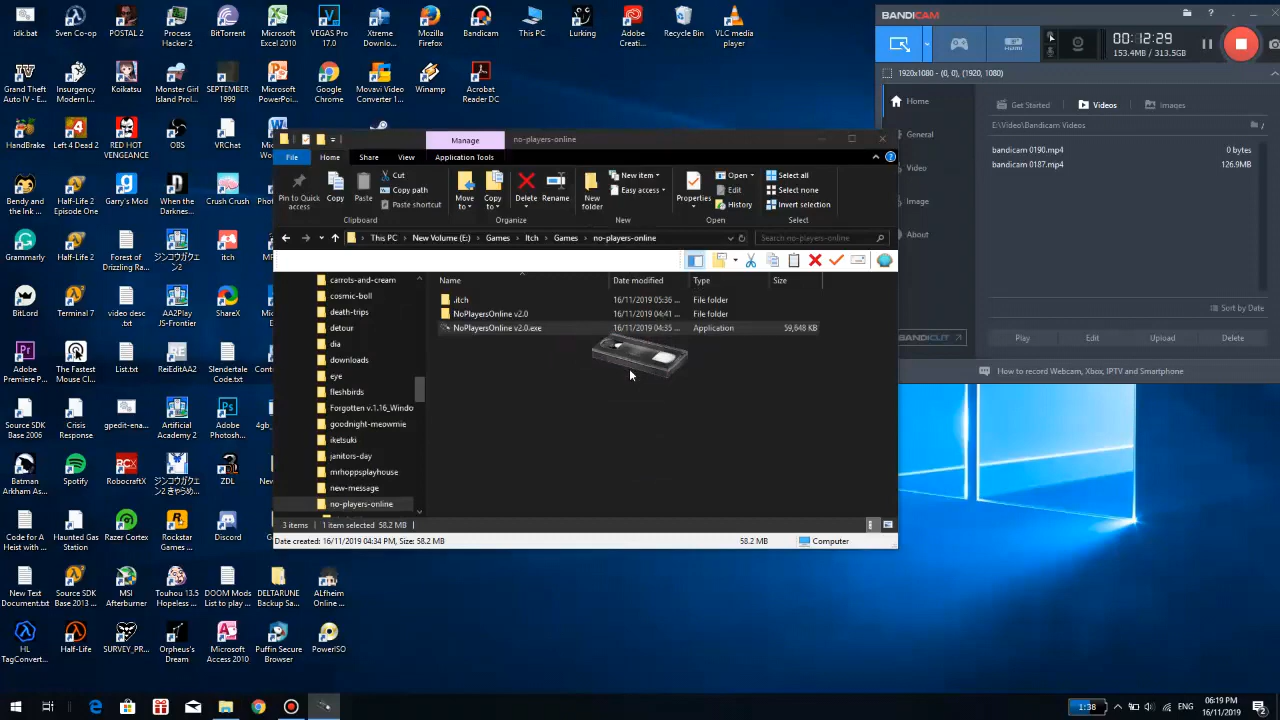 idk.bat
Sven Co-op
POSTAL 2
Process Hacker 2
BitTorrent
Microsoft Excel 2010
VEGAS Pro 17.0
Xtreme Downlo...
Mozilla Firefox
Bandicam
This PC
Lurking
Adobe Creati...
Recycle Bin
VLC media player
Grand Theft Auto IV - E...
Insurgency Modern I...
Koikatsu
Monster Girl Island Prol...
SEPTEMBER 1999
Microsoft PowerPoi...
Google Chrome
Movavi Video Converter 1...
Winamp
Acrobat Reader DC
HandBrake
Left 4 Dead 2
RED HOT VENGEANCE
VRChat
OBS
Bendy and the Ink ...
Half-Life 2 Episode One
Garry's Mod
When the Darknes...
Crush Crush
Grammarly
Half-Life 2
Forest of Drizzling Ra...
ジンコウガクエン2
itch
BitLord
Terminal 7
video desc .txt
AA2Play JS-Frontier
ShareX
Adobe Premiere P...
The Fastest Mouse Cl...
List.txt
ReiEditAA2
Slendertale Code.txt
Source SDK Base 2006
Crisis Response
gpedit-en...
Artificial Academy 2
Adobe Photosh...
Batman Arkham As...
Spotify
RobocraftX
ZDL
Code for A Heist with ...
Haunted Gas Station
Razer Cortex
Rockstar Games ...
Discord
New Text Document.txt
Source SDK Base 2013 ...
MSI Afterburner
Touhou 13.5 Hopeless ...
DOOM Mods List to play ...
DELTARUNE Backup Sa...
ALfheim Online ...
HL TagConvert...
Half-Life
SURVEY_PR...
Orpheus's Dream
Microsoft Access 2010
Puffin Secure Browser
PowerISO
Manage
no-players-online
File
Home
Share
View
Application Tools
Pin to Quick access
Copy
Paste
Cut
Copy path
Paste shortcut
Clipboard
Move to
Copy to
Delete
Rename
Organize
New folder
New item
Easy access
New
Properties
Open
Edit
History
Open
Select all
Select none
Invert selection
Select
This PC
New Volume (E:)
Games
Itch
Games
no-players-online
Search no-players-online
carrots-and-cream
cosmic-boll
death-trips
detour
dia
downloads
eye
fleshbirds
Forgotten v.1.16_Windo
goodnight-meowmie
iketsuki
janitors-day
mrhoppsplayhouse
new-message
no-players-online
Name
Date modified
Type
Size
.itch
16/11/2019 05:36 ...
File folder
NoPlayersOnline v2.0
16/11/2019 04:41 ...
File folder
NoPlayersOnline v2.0.exe
16/11/2019 04:35 ...
Application
59,648 KB
3 items
1 item selected 58.2 MB
Date created: 16/11/2019 04:34 PM, Size: 58.2 MB
58.2 MB
Computer
BANDICAM
00:12:29
153.4MB / 313.5GB
1920x1080 - (0, 0), (1920, 1080)
Home
General
Video
Image
About
Get Started
Videos
Images
E:\Video\Bandicam Videos
bandicam 0190.mp4
0 bytes
bandicam 0187.mp4
126.9MB
Sort by Date
BANDICUT
Play
Edit
Upload
Delete
How to record Webcam, Xbox, IPTV and Smartphone
1:38
ENG
06:19 PM
16/11/2019
2